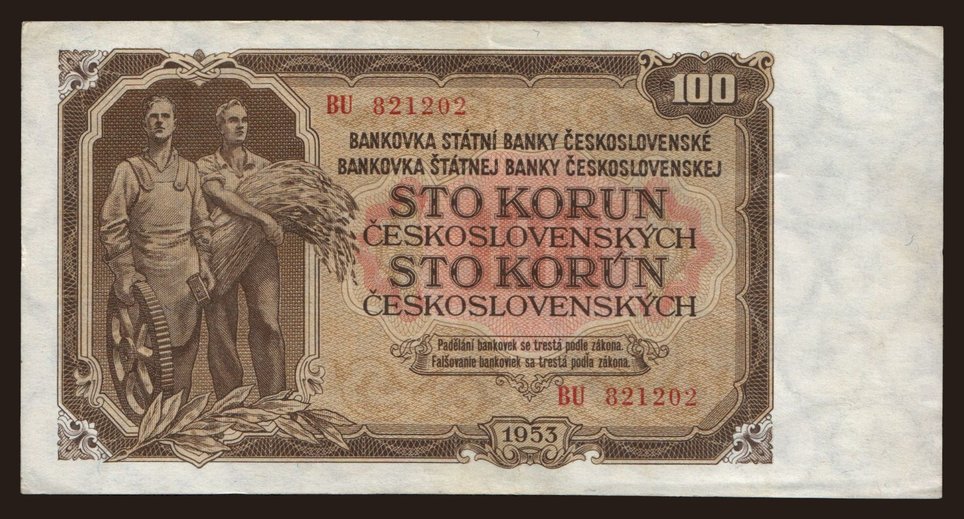 100
BU 821202
BANKOVKA STÁTNÍ BANKY ČESKOSLOVENSKÉ
BANKOVKA ŠTÁTNEJ BANKY ČESKOSLOVENSKEJ
STO KORUN
ČESKOSLOVENSKÝCH
STO KORÚN
ČESKOSLOVENSKÝCH
Padělání bankovek se trestá podle zákona.
Falšovanie bankoviek sa trestá podľa zákona.
BU 821202
1953